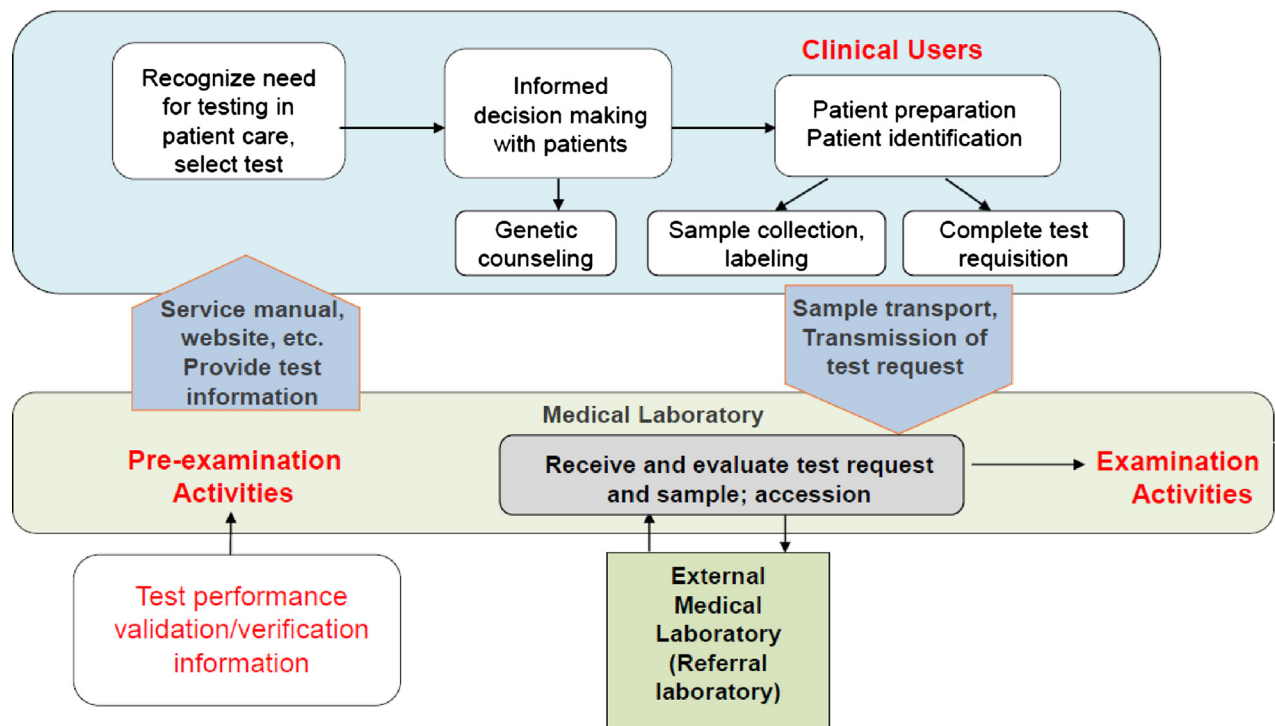 Clinical Users
Recognize need
for testing in
patient care,
select test
Informed
decision making
with patients
Patient preparation
Patient identification
Genetic
counseling
Sample collection,
labeling
Complete test
requisition
Service manual,
website, etc.
Provide test
information
Sample transport,
Transmission of
test request
Medical Laboratory
Pre-examination
Activities
Receive and evaluate test request
and sample; accession
Examination
Activities
Test performance
validation/verification
information
External
Medical
Laboratory
(Referral
laboratory)